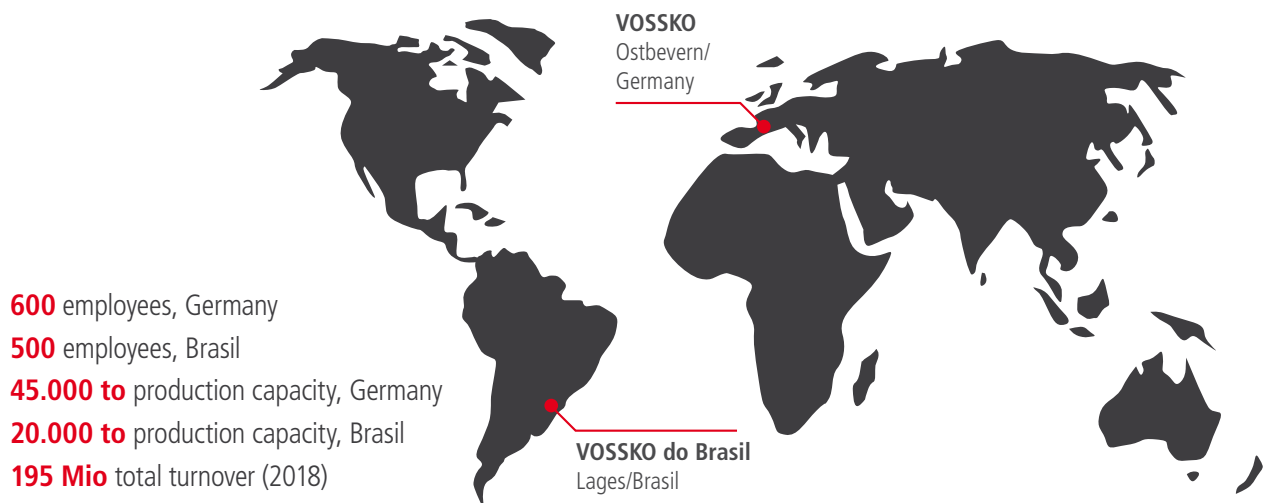 VOSSKO
Ostbevern/
Germany
600 employees, Germany
500 employees, Brasil
45.000 to production capacity, Germany
20.000 to production capacity, Brasil
195 Mio total turnover (2018)
VOSSKO do Brasil
Lages/Brasil